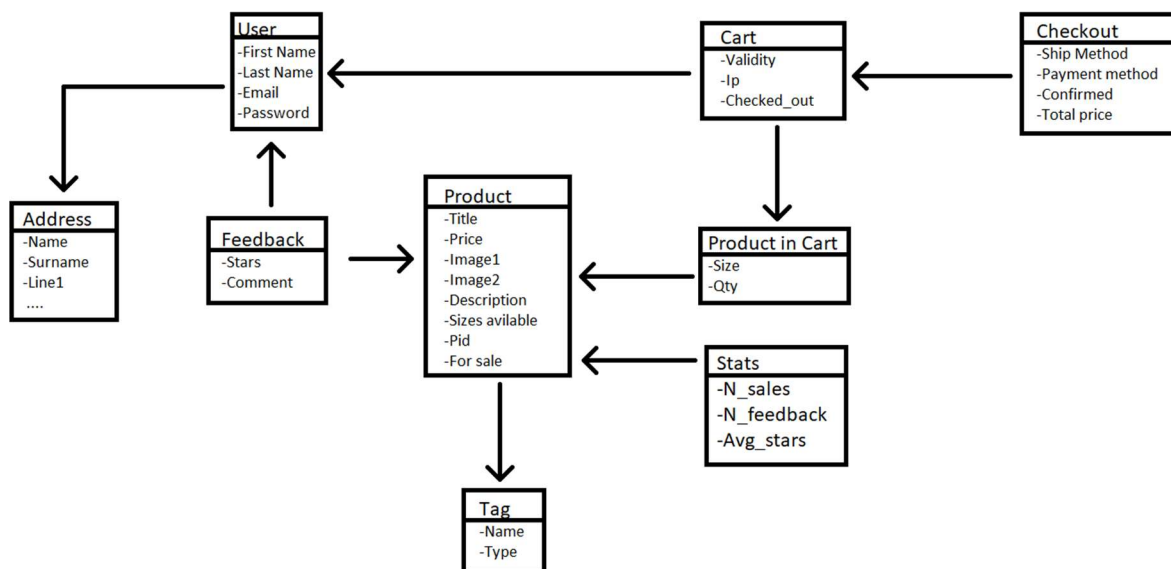 User
-First Name
-Last Name
-Email
-Password
Cart
-Validity
-Ip
-Checked_out
Checkout
-Ship Method
-Payment method
-Confirmed
-Total price
Address
-Name
-Surname
-Line1
....
Feedback
-Stars
-Comment
Product
-Title
-Price
-Image1
-Image2
-Description
-Sizes avilable
-Pid
-For sale
Product in Cart
-Size
-Qty
Stats
-N_sales
-N_feedback
-Avg_stars
Tag
-Name
-Type